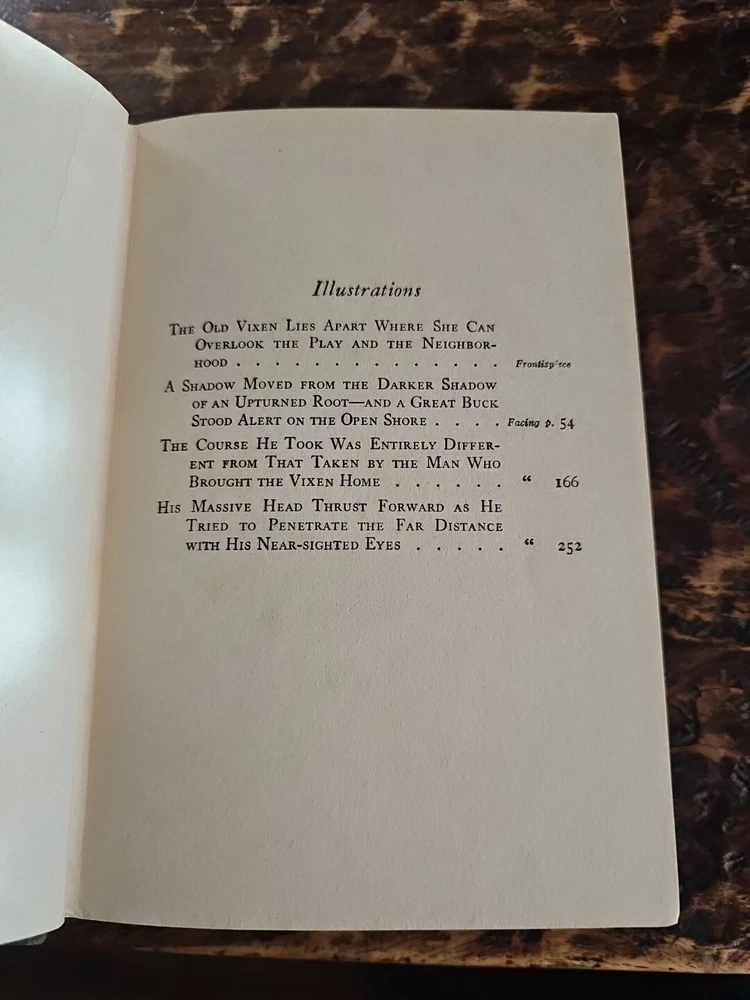 Illustrations
The Old Vixen Lies Apart Where She Can
Overlook the Play and the Neighbor-
hood . . . . . . . . . . . . . . Frontispiece
A Shadow Moved from the Darker Shadow
of an Upturned Root—and a Great Buck
Stood Alert on the Open Shore . . . . Facing p. 54
The Course He Took Was Entirely Differ-
ent from That Taken by the Man Who
Brought the Vixen Home . . . . . . “ 166
His Massive Head Thrust Forward as He
Tried to Penetrate the Far Distance
with His Near-sighted Eyes . . . . . “ 252